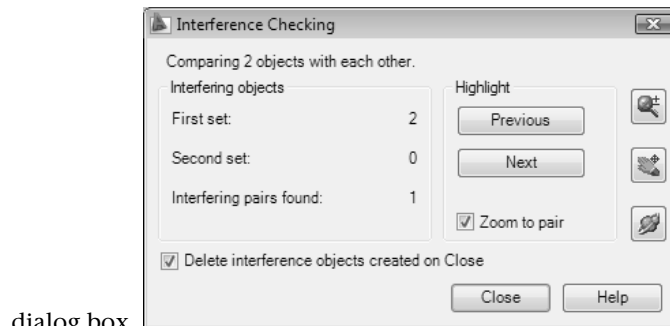 Interference Checking
Comparing 2 objects with each other.
Interfering objects
First set: 2
Second set: 0
Interfering pairs found: 1
Highlight
Previous
Next
Zoom to pair
Delete interference objects created on Close
Close Help
dialog box